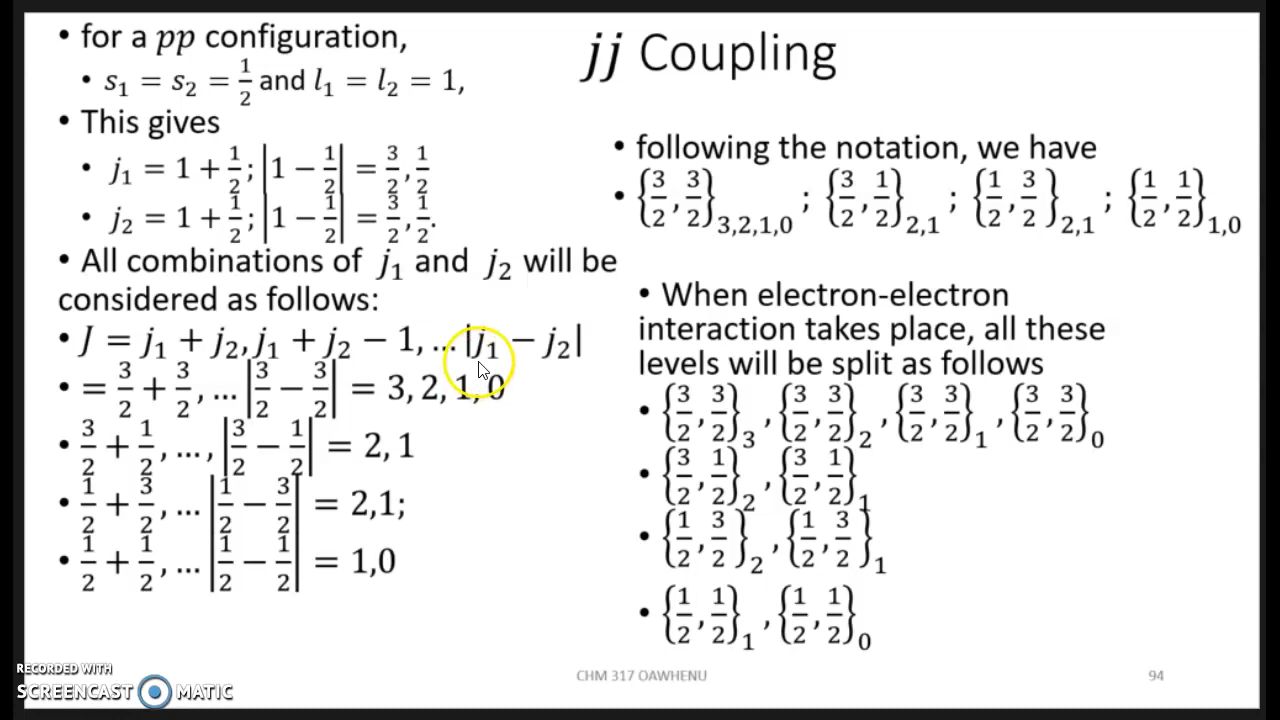 • for a pp configuration,
• s₁ = s₂ = 1/2 and l₁ = l₂ = 1,
• This gives
• j₁ = 1 + 1/2; |1 − 1/2| = 3/2, 1/2
• j₂ = 1 + 1/2; |1 − 1/2| = 3/2, 1/2.
• All combinations of j₁ and j₂ will be
considered as follows:
• J = j₁ + j₂, j₁ + j₂ − 1, … |j₁ − j₂|
• = 3/2 + 3/2, … |3/2 − 3/2| = 3, 2, 1, 0
• 3/2 + 1/2, …, |3/2 − 1/2| = 2, 1
• 1/2 + 3/2, … |1/2 − 3/2| = 2,1;
• 1/2 + 1/2, … |1/2 − 1/2| = 1,0
jj Coupling
• following the notation, we have
• {3/2, 3/2}₃,₂,₁,₀ ; {3/2, 1/2}₂,₁ ; {1/2, 3/2}₂,₁ ; {1/2, 1/2}₁,₀
• When electron-electron
interaction takes place, all these
levels will be split as follows
• {3/2, 3/2}₃ , {3/2, 3/2}₂ , {3/2, 3/2}₁ , {3/2, 3/2}₀
• {3/2, 1/2}₂ , {3/2, 1/2}₁
• {1/2, 3/2}₂ , {1/2, 3/2}₁
• {1/2, 1/2}₁ , {1/2, 1/2}₀
CHM 317 OAWHENU
94
RECORDED WITH
SCREENCAST MATIC